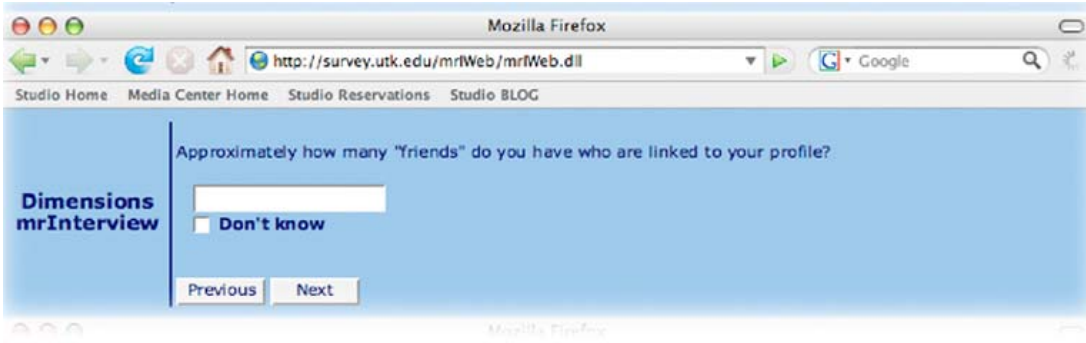 Mozilla Firefox
http://survey.utk.edu/mrIWeb/mrIWeb.dll
G Google
Studio Home Media Center Home Studio Reservations Studio BLOG
Approximately how many "friends" do you have who are linked to your profile?
Dimensions
mrInterview
Don't know
Previous Next
Mozilla Firefox